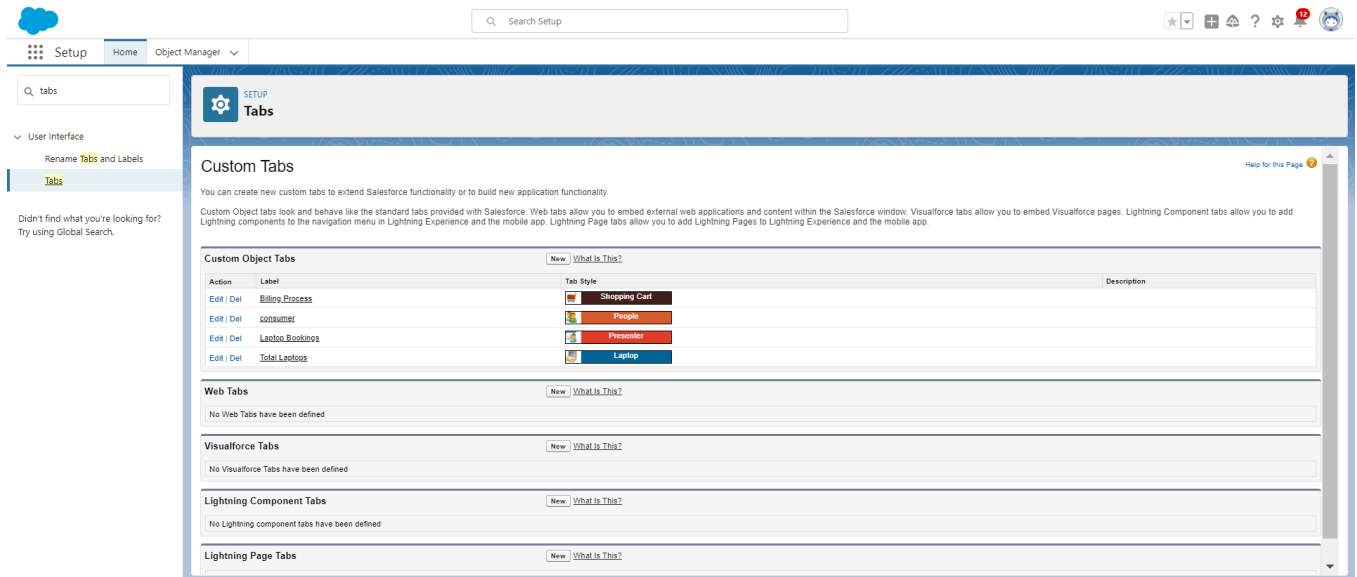 Search Setup
12
Setup
Home
Object Manager
tabs
User Interface
Rename Tabs and Labels
Tabs
Didn't find what you're looking for?
Try using Global Search.
SETUP
Tabs
Custom Tabs
Help for this Page
You can create new custom tabs to extend Salesforce functionality or to build new application functionality.
Custom Object tabs look and behave like the standard tabs provided with Salesforce. Web tabs allow you to embed external web applications and content within the Salesforce window. Visualforce tabs allow you to embed Visualforce pages. Lightning Component tabs allow you to add
Lightning components to the navigation menu in Lightning Experience and the mobile app. Lightning Page tabs allow you to add Lightning Pages to Lightning Experience and the mobile app.
Custom Object Tabs New What Is This?
Action Label Tab Style Description
Edit | Del Billing Process Shopping Cart
Edit | Del consumer People
Edit | Del Laptop Bookings Presenter
Edit | Del Total Laptops Laptop
Web Tabs New What Is This?
No Web Tabs have been defined
Visualforce Tabs New What Is This?
No Visualforce Tabs have been defined
Lightning Component Tabs New What Is This?
No Lightning component tabs have been defined
Lightning Page Tabs New What Is This?